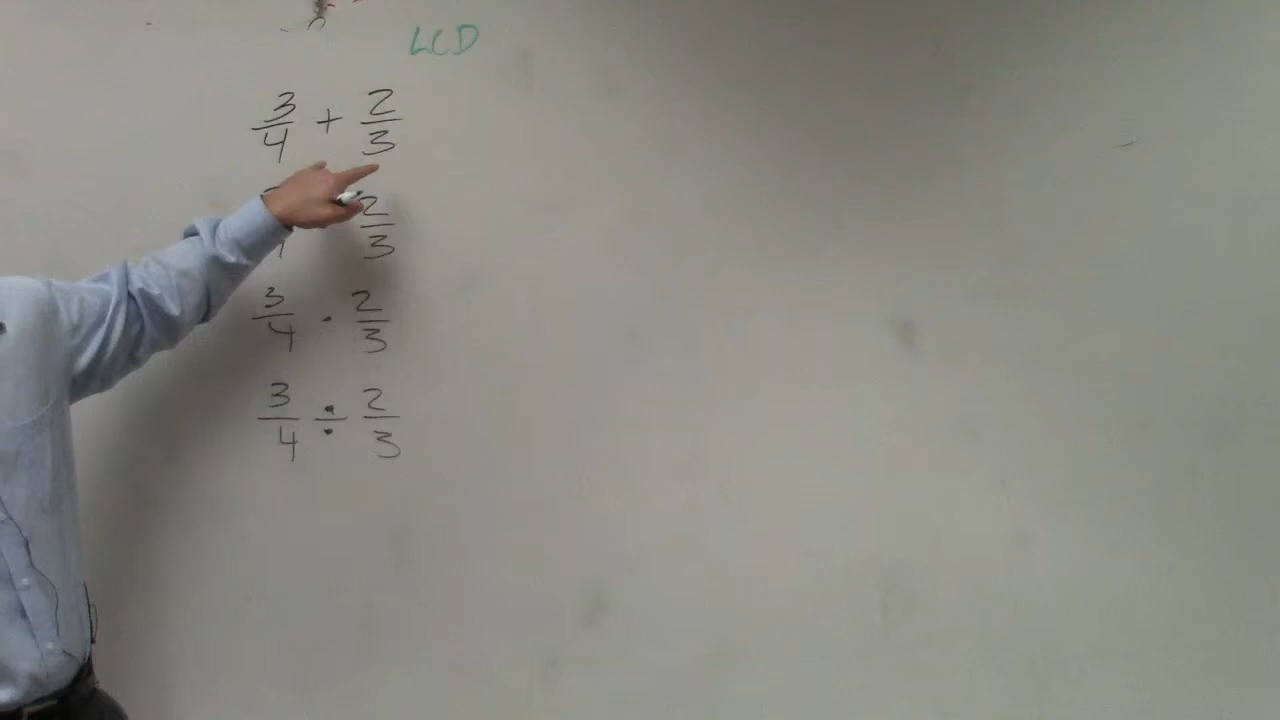 LCD
3/4 + 2/3
2/3
3/4 · 2/3
3/4 ÷ 2/3